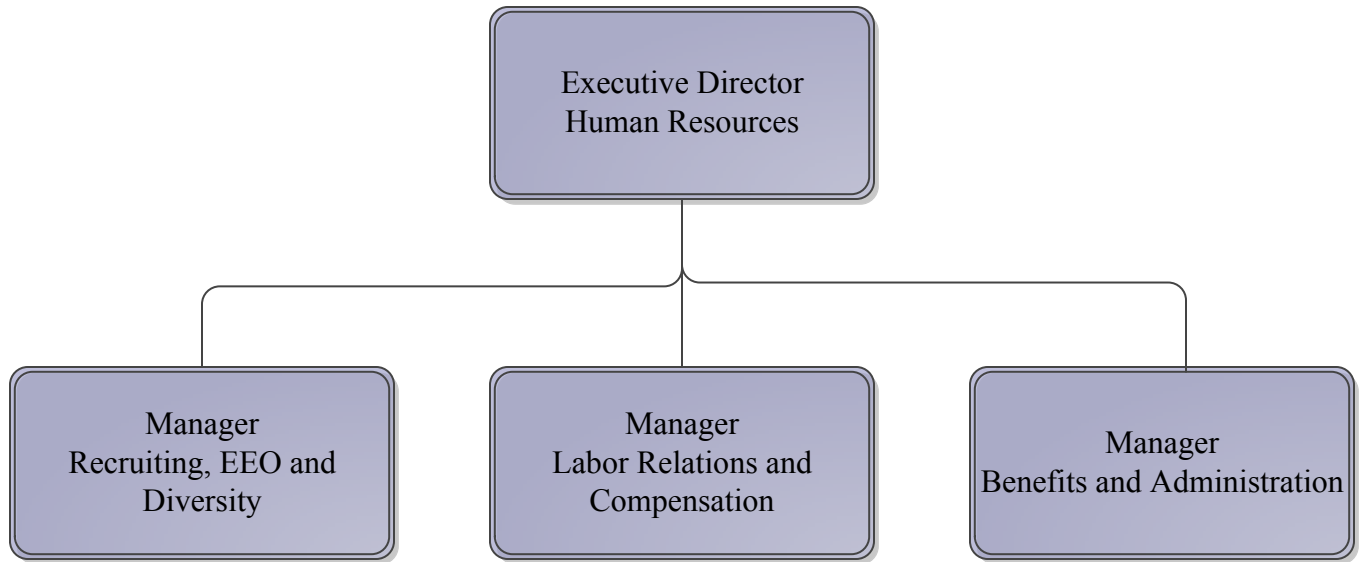 Executive Director
Human Resources
Manager
Recruiting, EEO and
Diversity
Manager
Labor Relations and
Compensation
Manager
Benefits and Administration